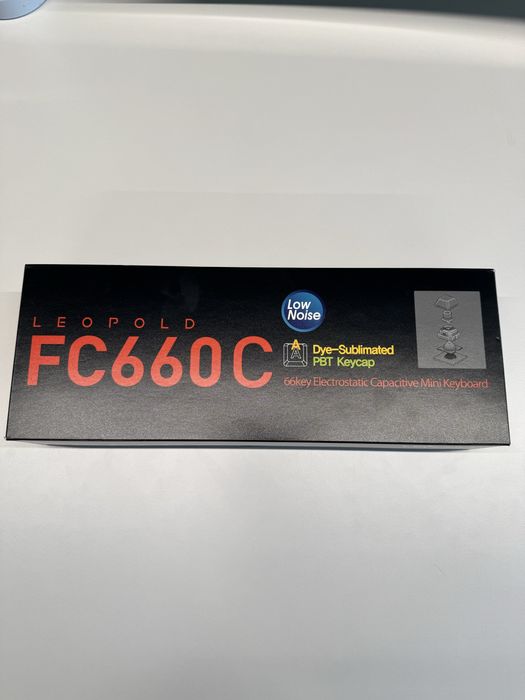 LEOPOLD
FC660C
Low
Noise
A
A
Dye-Sublimated
PBT Keycap
66key Electrostatic Capacitive Mini Keyboard